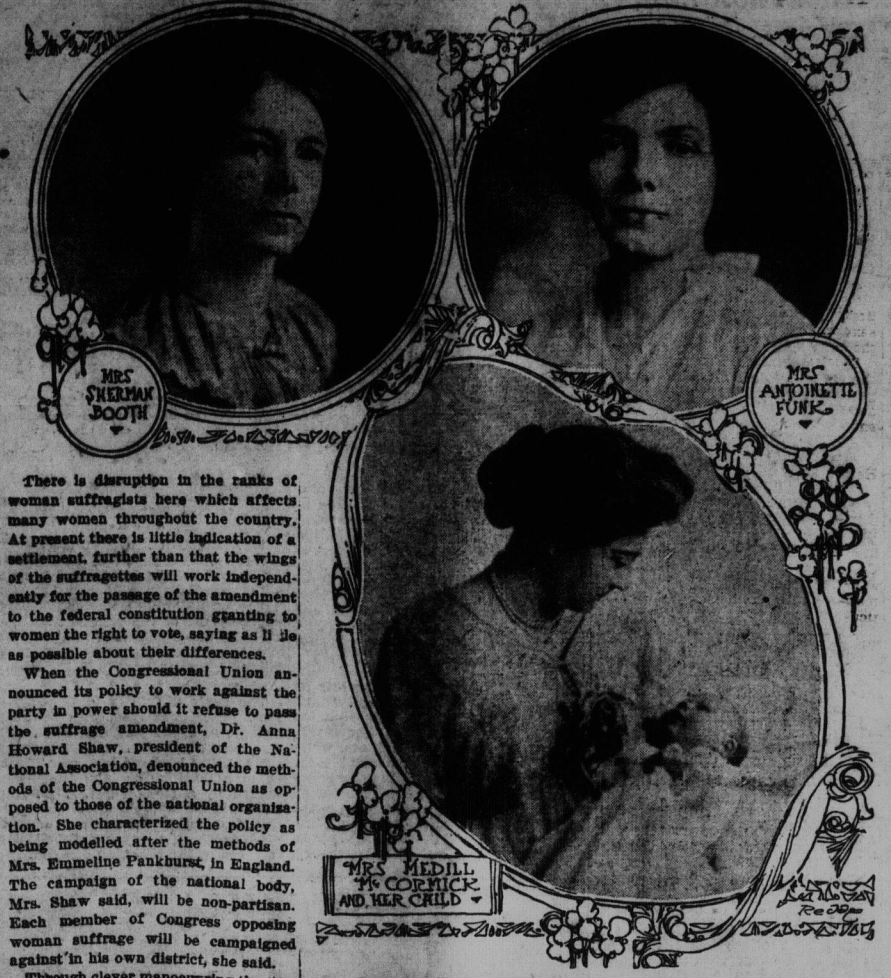 MRS
SHERMAN
BOOTH
MRS
ANTOINETTE
FUNK
There is disruption in the ranks of
woman suffragists here which affects
many women throughout the country.
At present there is little indication of a
settlement, further than that the wings
of the suffragettes will work independ-
ently for the passage of the amendment
to the federal constitution granting to
women the right to vote, saying as
as possible about their differences.
When the Congressional Union an-
nounced its policy to work against the
party in power should it refuse to pass
the suffrage amendment, Dr. Anna
Howard Shaw, president of the Na-
tional Association, denounced the meth-
ods of the Congressional Union as op-
posed to those of the national organiza-
tion. She characterized the policy as
being modelled after the methods of
Mrs. Emmeline Pankhurst, in England.
The campaign of the national body,
Mrs. Shaw said, will be non-partisan.
Each member of Congress opposing
woman suffrage will be campaigned
against in his own district, she said.
Through clever
MRS MEDILL
McCORMICK
AND HER CHILD